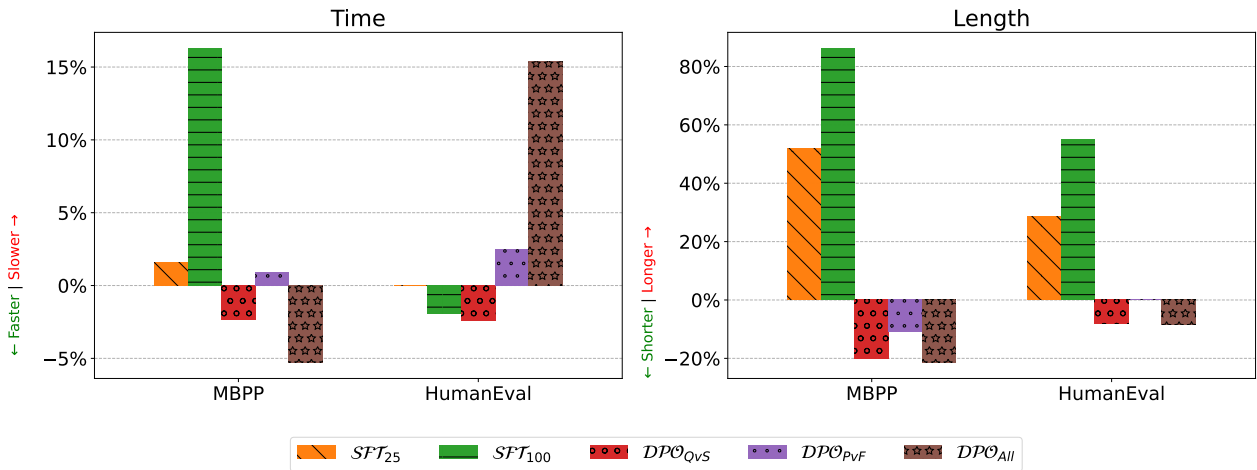 Time
Length
15%
10%
5%
0%
−5%
← Faster | Slower →
MBPP
HumanEval
80%
60%
40%
20%
0%
−20%
← Shorter | Longer →
MBPP
HumanEval
SFT25
SFT100
DPOQvS
DPOPvF
DPOAll